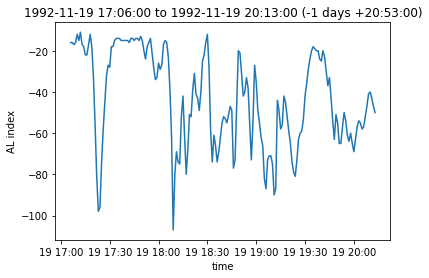 1992-11-19 17:06:00 to 1992-11-19 20:13:00 (-1 days +20:53:00)
−20
−40
−60
−80
−100
AL index
19 17:00 19 17:30 19 18:00 19 18:30 19 19:00 19 19:30 19 20:00
time